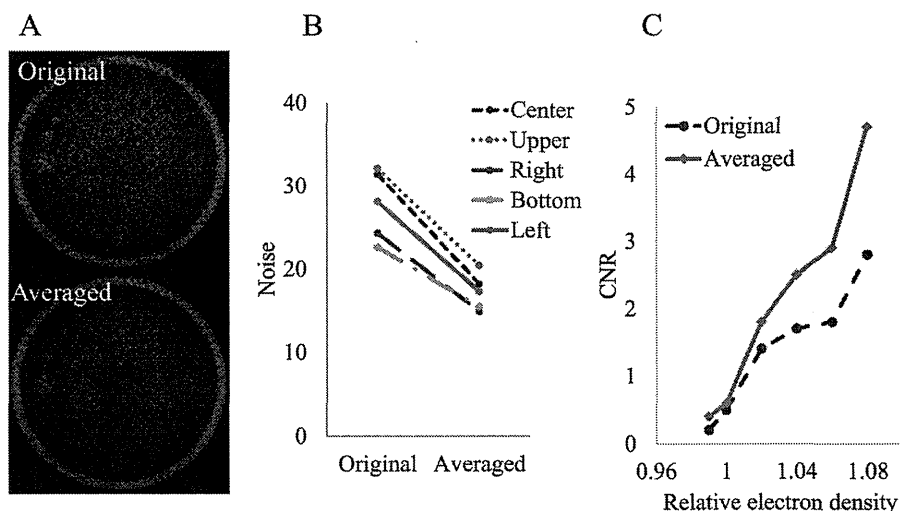 A
Original
Averaged
B
40
30
20
10
0
Noise
Center
Upper
Right
Bottom
Left
Original Averaged
C
5
4
3
2
1
0
CNR
Original
Averaged
0.96 1 1.04 1.08
Relative electron density